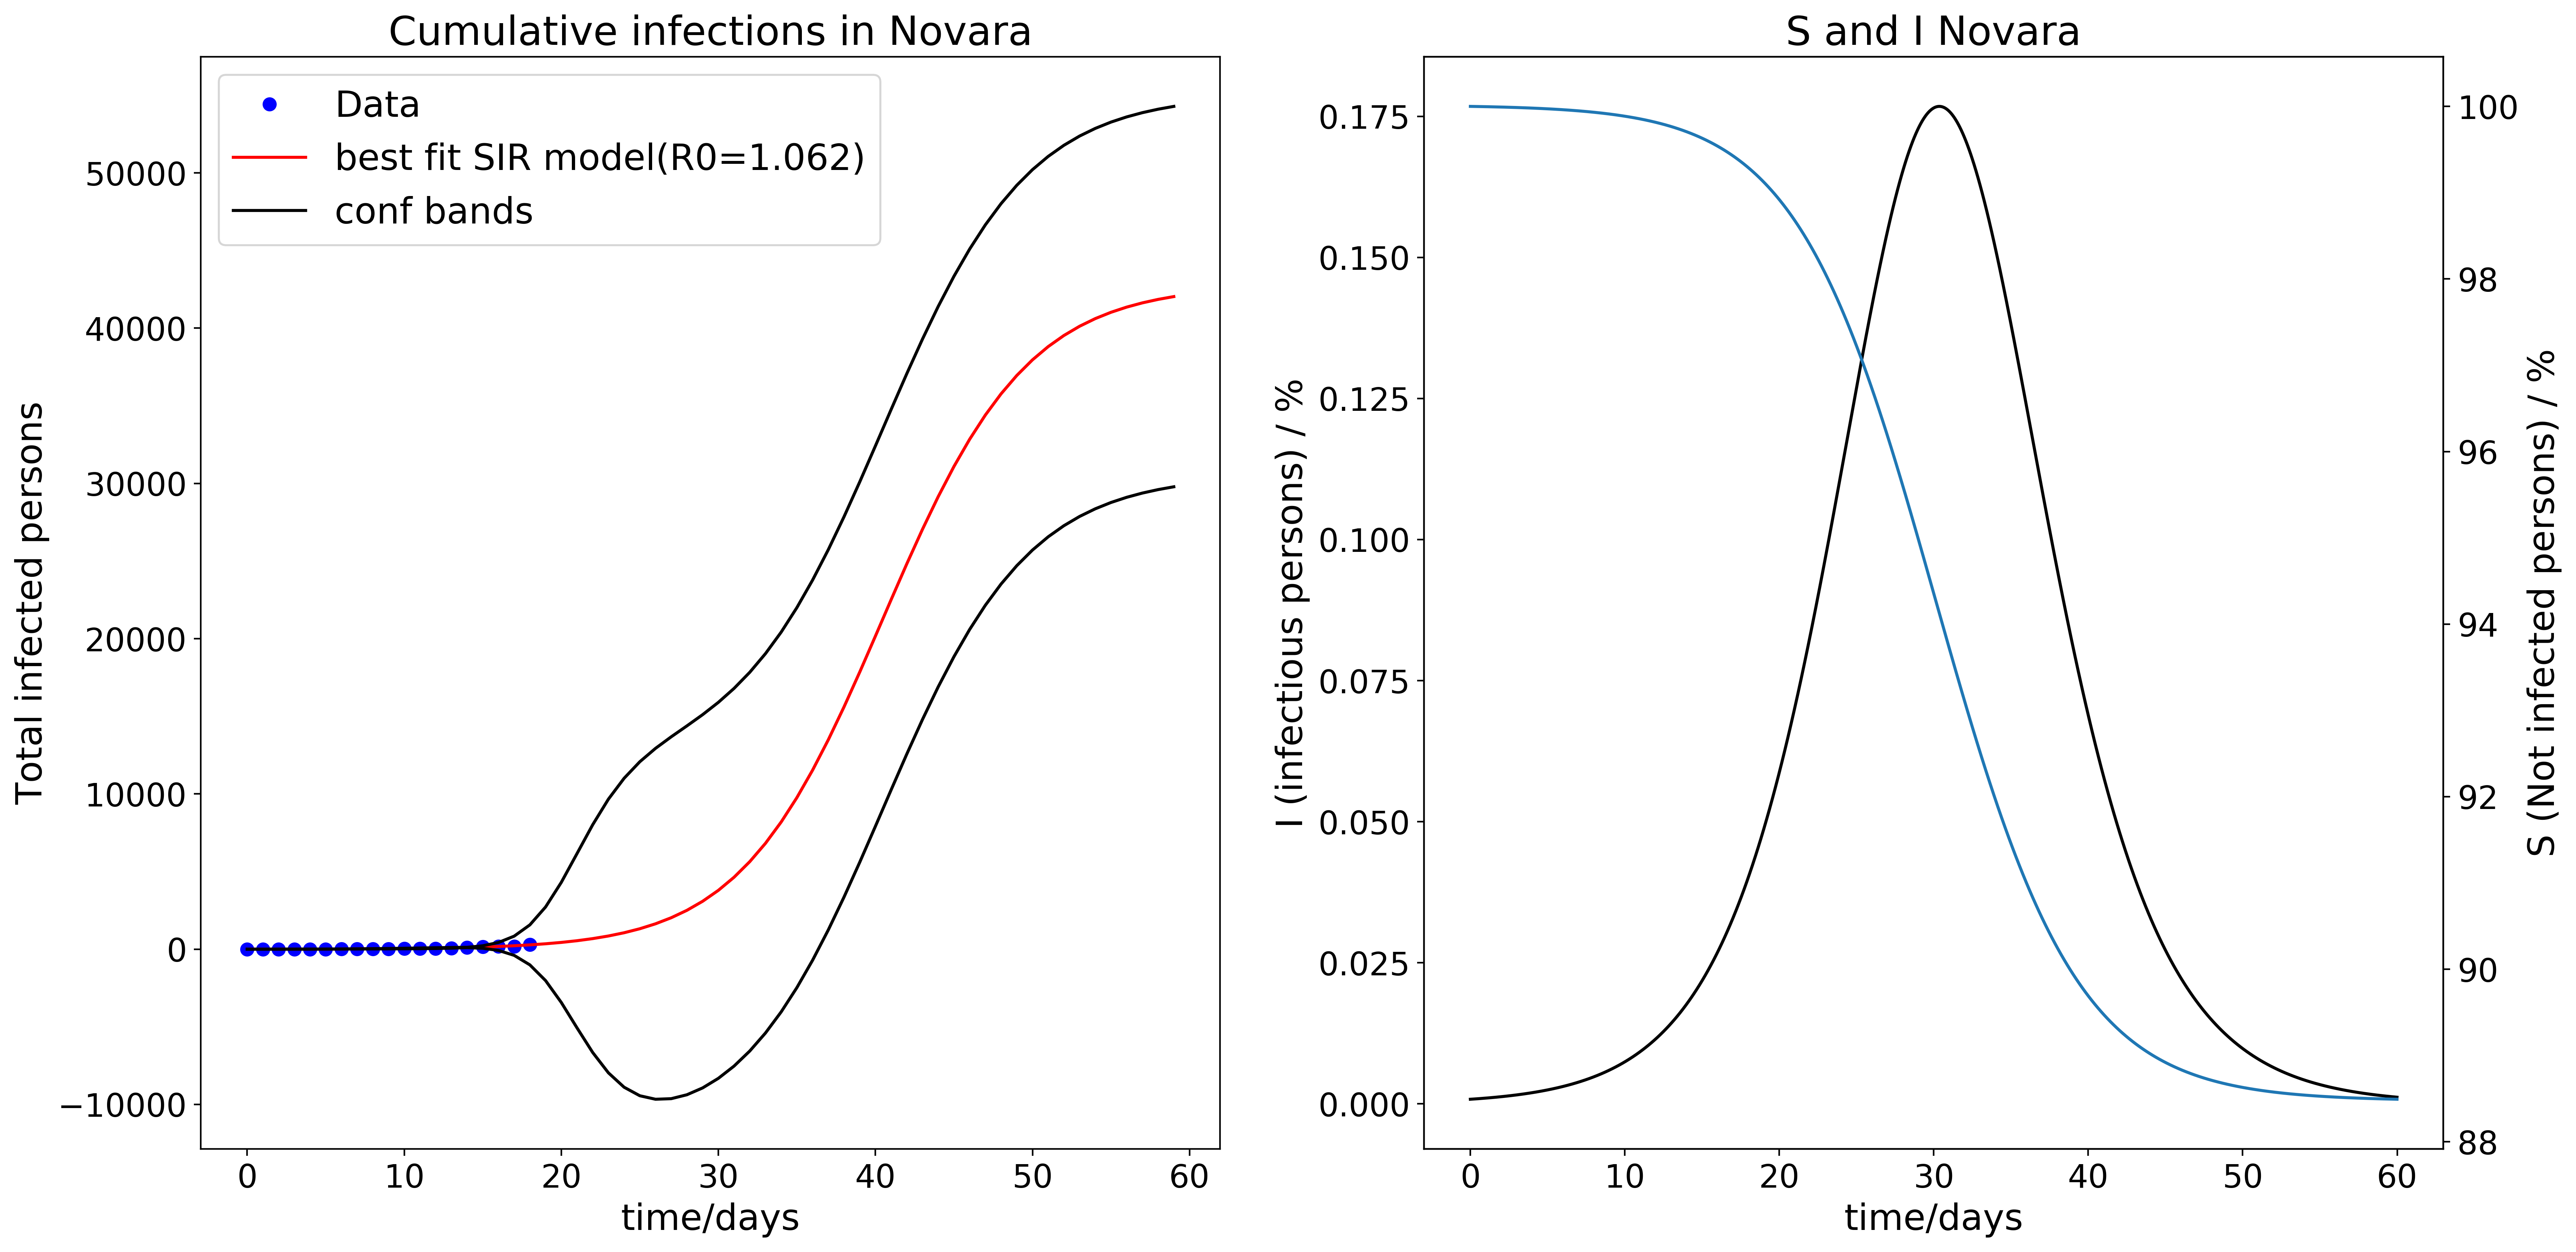 Cumulative infections in Novara
Data
best fit SIR model(R0=1.062)
conf bands
50000
40000
30000
20000
10000
0
−10000
Total infected persons
0 10 20 30 40 50 60
time/days
S and I Novara
0.175
0.150
0.125
0.100
0.075
0.050
0.025
0.000
I (infectious persons) / %
100
98
96
94
92
90
88
S (Not infected persons) / %
0 10 20 30 40 50 60
time/days